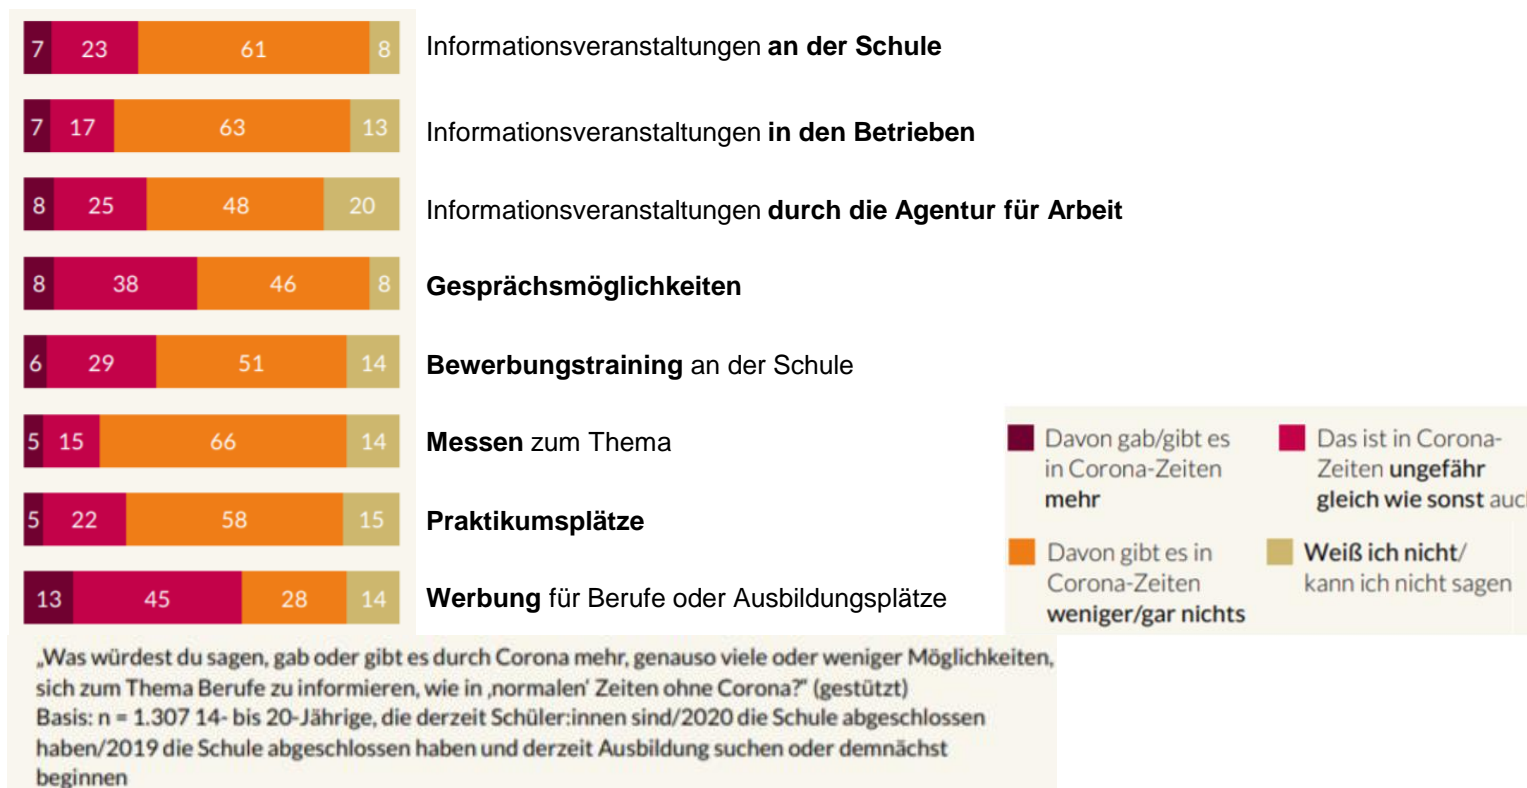 7 23 61 8 Informationsveranstaltungen an der Schule
7 17 63 13 Informationsveranstaltungen in den Betrieben
8 25 48 20 Informationsveranstaltungen durch die Agentur für Arbeit
8 38 46 8 Gesprächsmöglichkeiten
6 29 51 14 Bewerbungstraining an der Schule
5 15 66 14 Messen zum Thema
5 22 58 15 Praktikumsplätze
13 45 28 14 Werbung für Berufe oder Ausbildungsplätze
Davon gab/gibt es
in Corona-Zeiten
mehr
Das ist in Corona-
Zeiten ungefähr
gleich wie sonst auc
Davon gibt es in
Corona-Zeiten
weniger/gar nichts
Weiß ich nicht/
kann ich nicht sagen
„Was würdest du sagen, gab oder gibt es durch Corona mehr, genauso viele oder weniger Möglichkeiten,
sich zum Thema Berufe zu informieren, wie in ‚normalen‘ Zeiten ohne Corona?“ (gestützt)
Basis: n = 1.307 14- bis 20-Jährige, die derzeit Schüler:innen sind/2020 die Schule abgeschlossen
haben/2019 die Schule abgeschlossen haben und derzeit Ausbildung suchen oder demnächst
beginnen